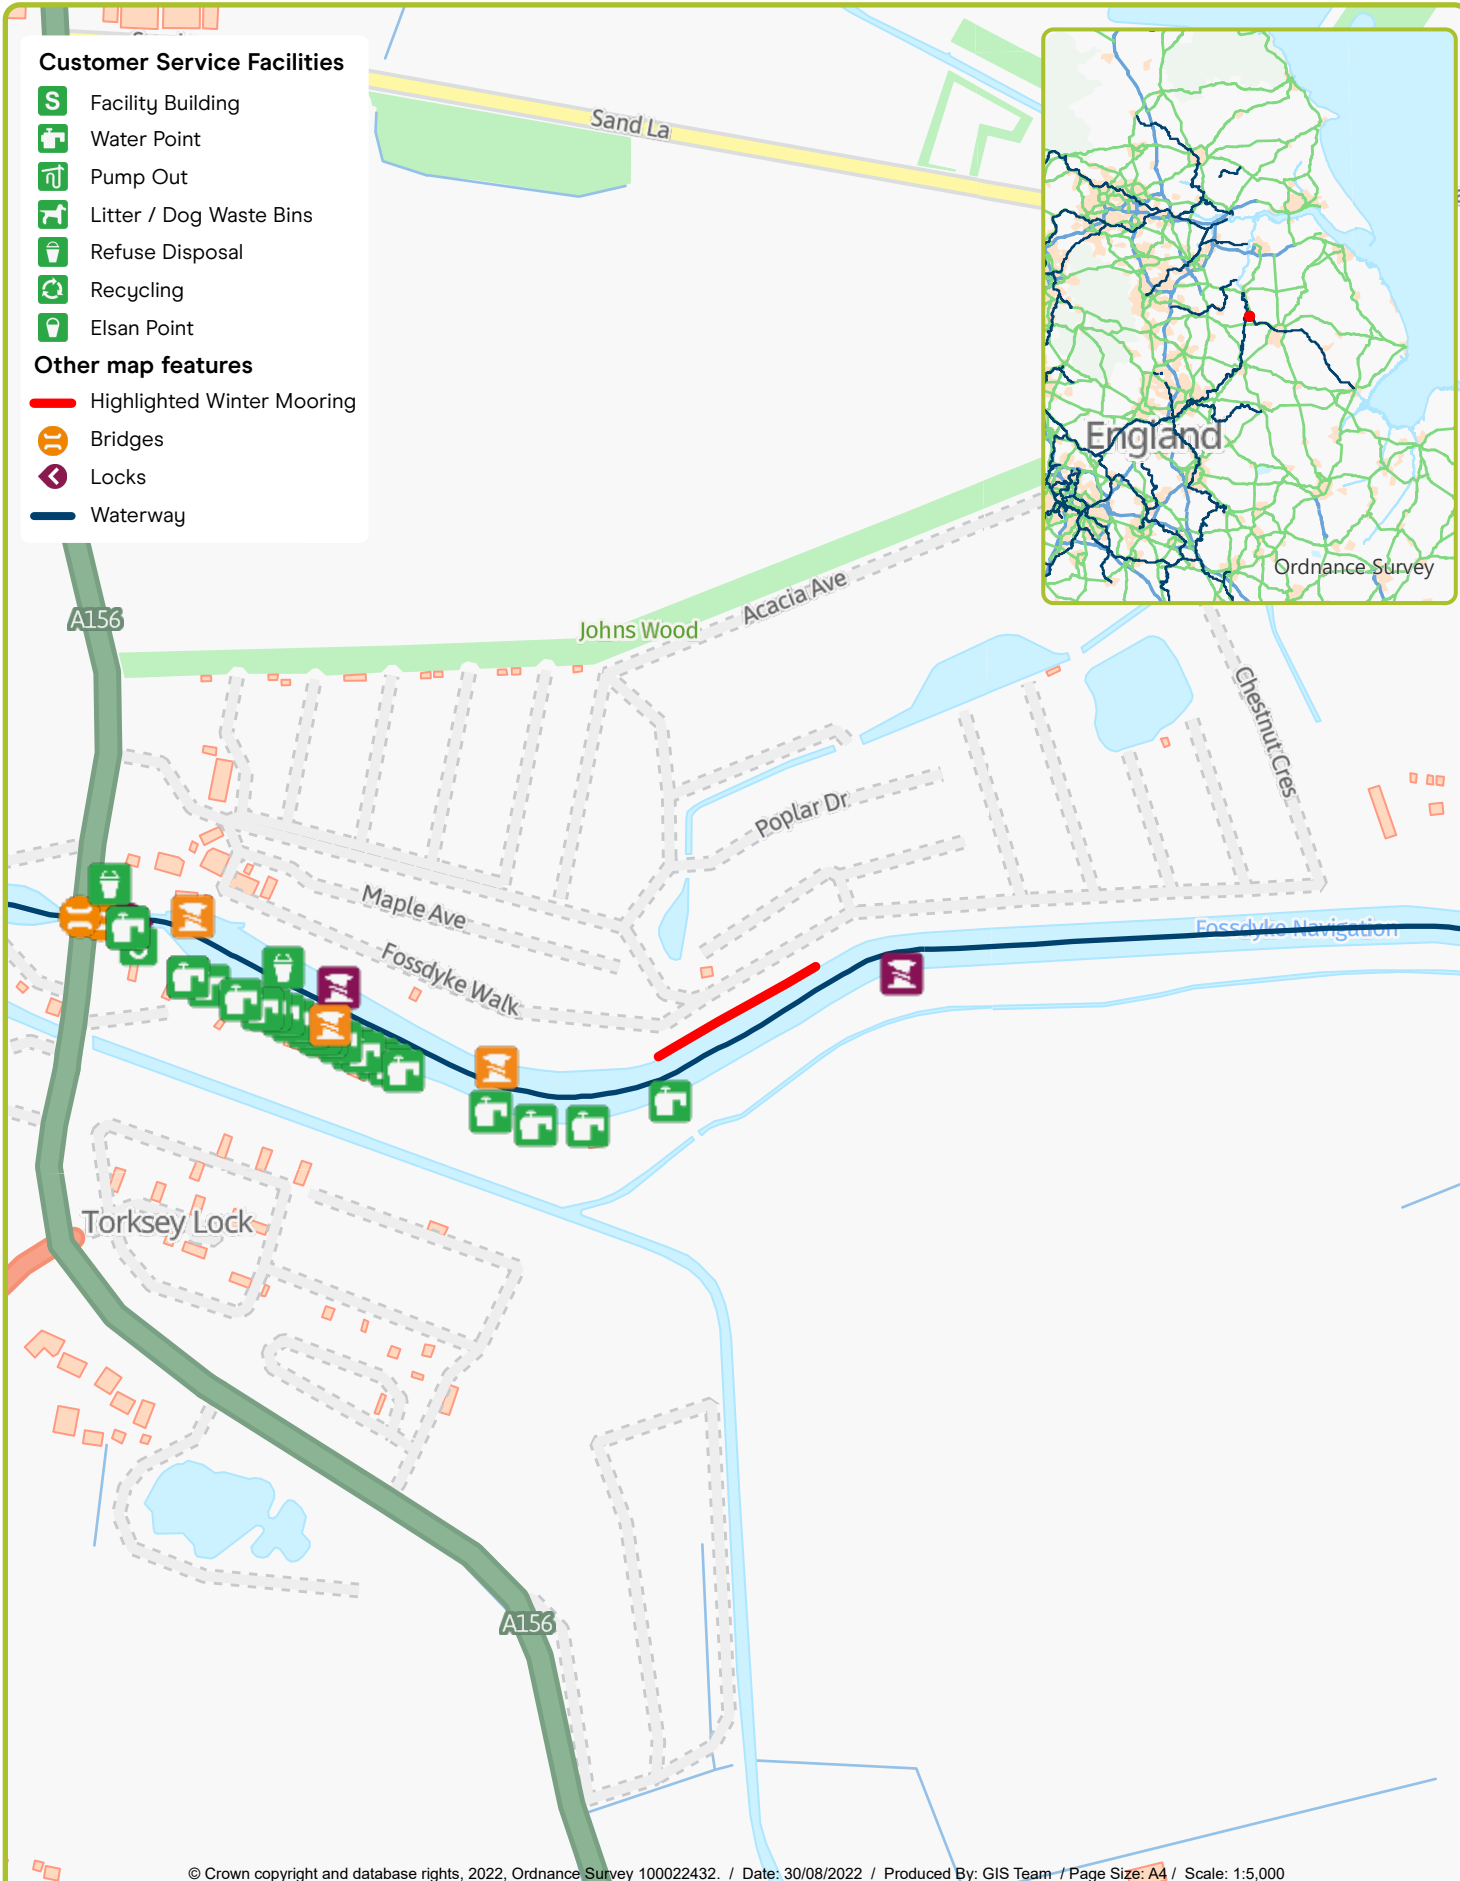 Customer Service Facilities
S Facility Building
Water Point
Pump Out
Litter / Dog Waste Bins
Refuse Disposal
Recycling
Elsan Point
Other map features
Highlighted Winter Mooring
Bridges
Locks
Waterway
Sand La
England
Ordnance Survey
Acacia Ave
A156
Johns Wood
Chestnut Cres
Poplar Dr
Maple Ave
Fossdyke Navigation
Fossdyke Walk
Torksey Lock
A156
© Crown copyright and database rights, 2022, Ordnance Survey 100022432. / Date: 30/08/2022 / Produced By: GIS Team / Page Size: A4 / Scale: 1:5,000